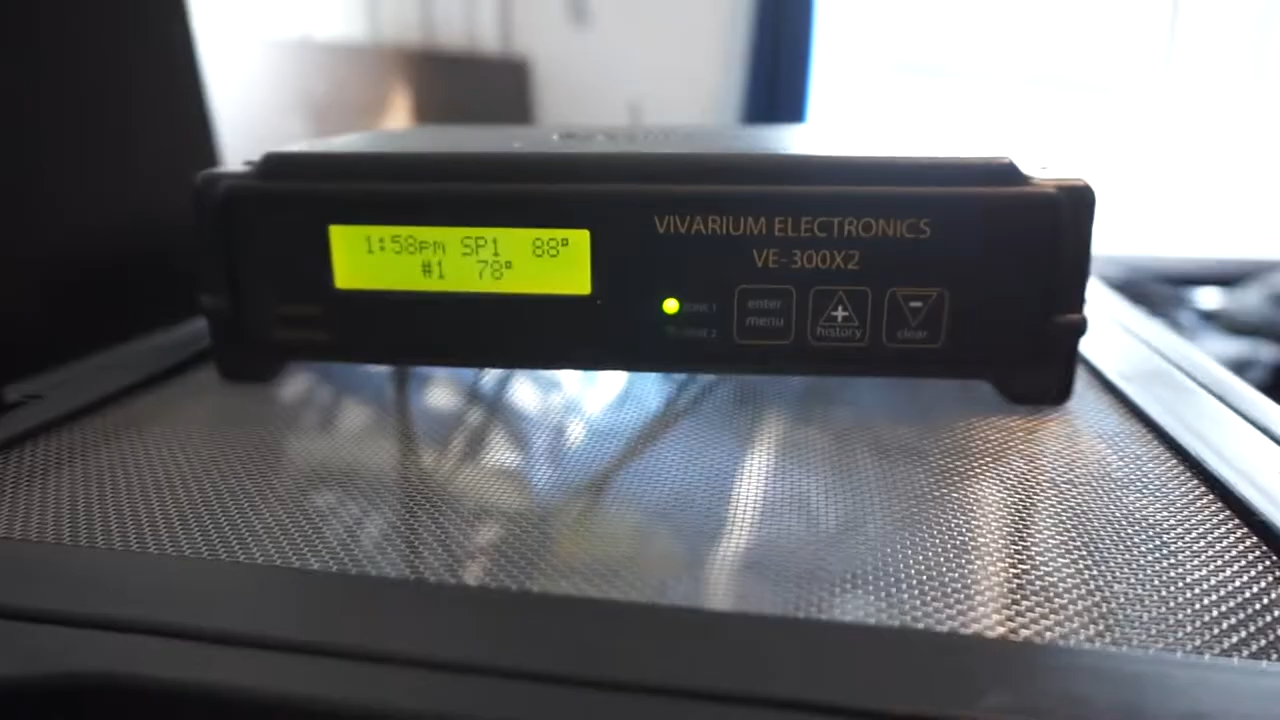 1:58pm SP1 88°
#1 78°
VIVARIUM ELECTRONICS
VE-300X2
ZONE 1
ZONE 2
enter
menu
+
history
−
clear